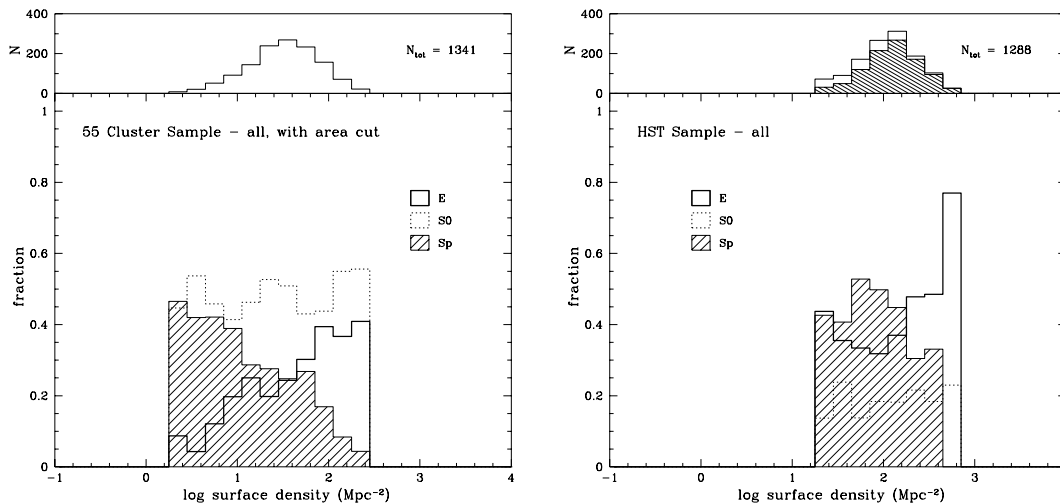 400
200
0
N
N_tot = 1341
1
0.8
0.6
0.4
0.2
0
fraction
55 Cluster Sample – all, with area cut
E
S0
Sp
-1 0 1 2 3 4
log surface density (Mpc⁻²)
400
200
0
N
N_tot = 1288
1
0.8
0.6
0.4
0.2
0
fraction
HST Sample – all
E
S0
Sp
-1 0 1 2 3
log surface density (Mpc⁻²)